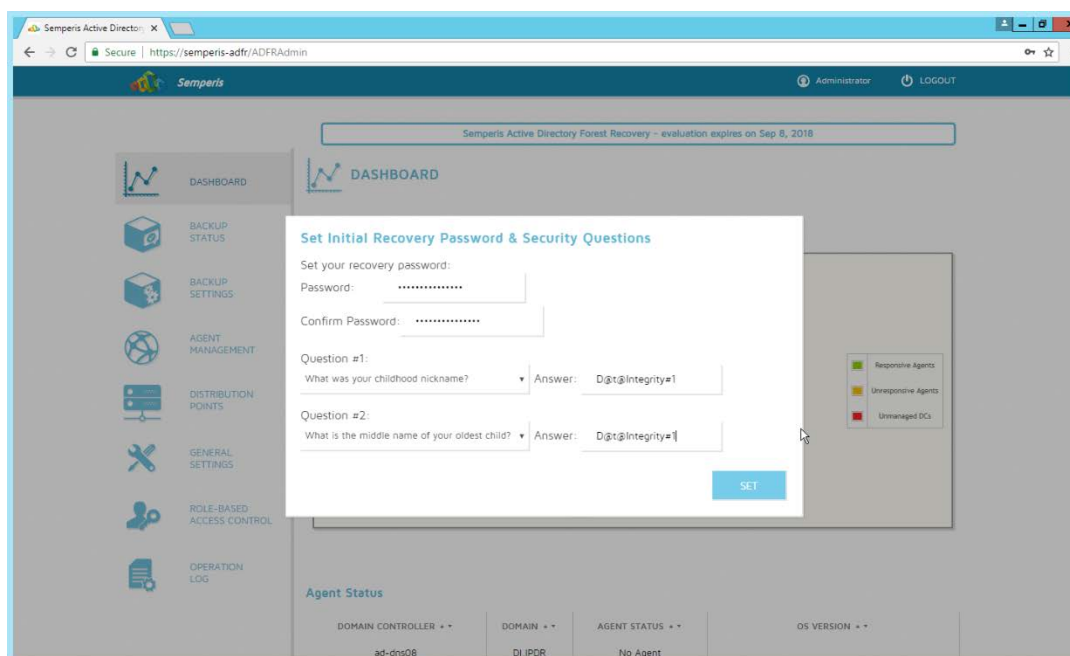 Semperis Active Director
Secure https://semperis-adfr/ADFRAdmin
Semperis Administrator LOGOUT
Semperis Active Directory Forest Recovery - evaluation expires on Sep 8, 2018
DASHBOARD
DASHBOARD
BACKUP
STATUS
BACKUP
SETTINGS
AGENT
MANAGEMENT
DISTRIBUTION
POINTS
GENERAL
SETTINGS
ROLE-BASED
ACCESS CONTROL
OPERATION
LOG
Set Initial Recovery Password & Security Questions
Set your recovery password:
Password: •••••••••••••••
Confirm Password: •••••••••••••••
Question #1:
What was your childhood nickname? Answer: D@t@Integrity#1
Question #2:
What is the middle name of your oldest child? Answer: D@t@Integrity#1
SET
Responsive Agents
Unresponsive Agents
Unmanaged DCs
Agent Status
DOMAIN CONTROLLER DOMAIN AGENT STATUS OS VERSION
ad-dns08 DI.IPDR No Agent